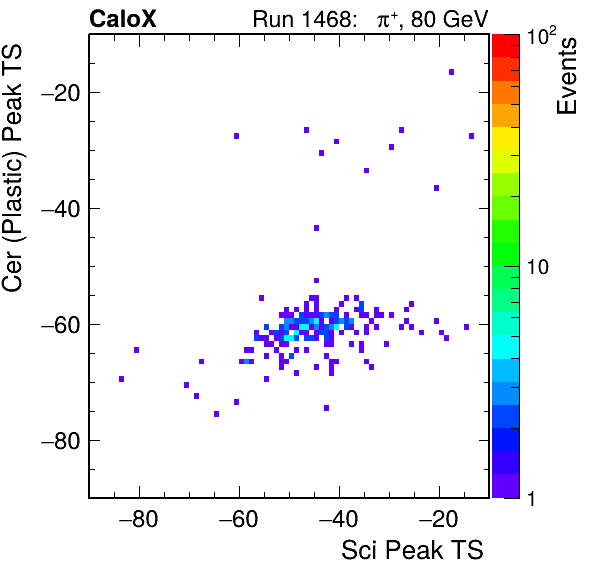 CaloX Run 1468: π⁺, 80 GeV
Cer (Plastic) Peak TS
−20
−40
−60
−80
−80 −60 −40 −20
Sci Peak TS
10²
10
1
Events